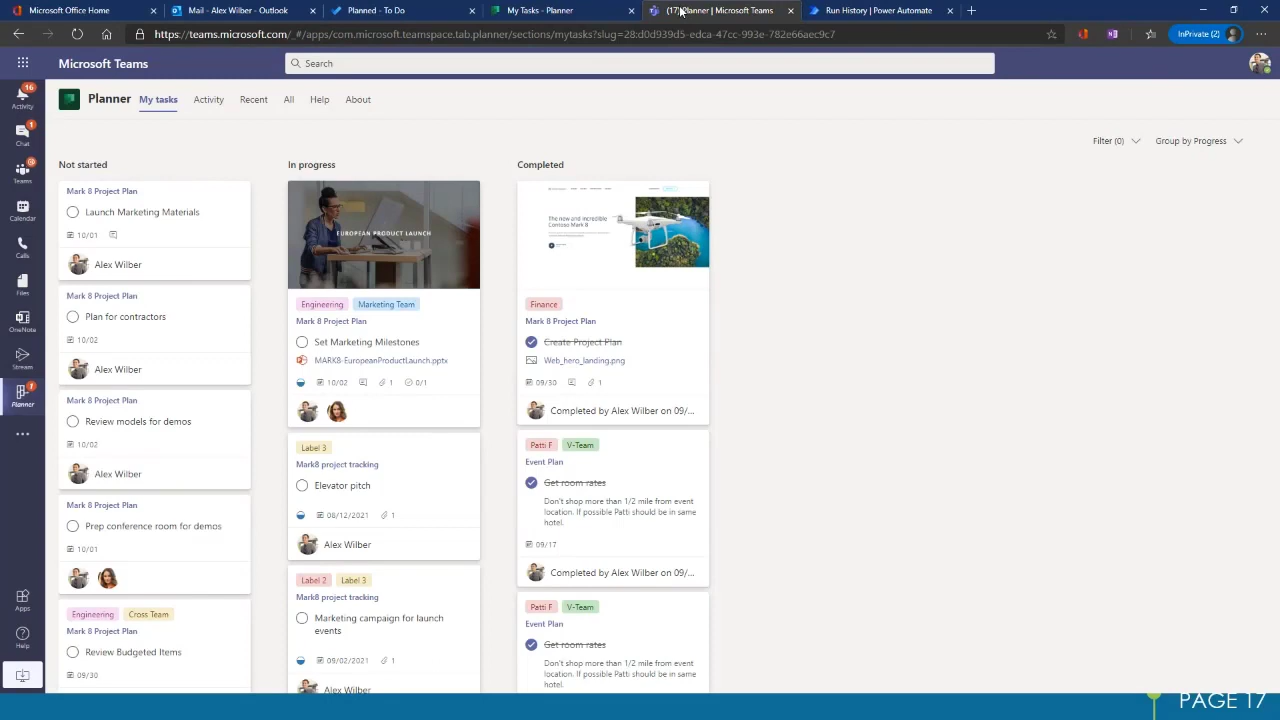 Microsoft Office Home
Mail - Alex Wilber - Outlook
Planned - To Do
My Tasks - Planner
(17) Planner | Microsoft Teams
Run History | Power Automate
https://teams.microsoft.com/_#/apps/com.microsoft.teamspace.tab.planner/sections/mytasks?slug=28:d0d939d5-edca-47cc-993e-782e66aec9c7
InPrivate (2)
Microsoft Teams
Search
16
Activity
1
Chat
Teams
Calendar
Calls
Files
OneNote
Stream
Planner
Apps
Help
Planner
My tasks
Activity
Recent
All
Help
About
Filter (0)
Group by Progress
Not started
Mark 8 Project Plan
Launch Marketing Materials
10/01
Alex Wilber
Mark 8 Project Plan
Plan for contractors
10/02
Alex Wilber
Mark 8 Project Plan
Review models for demos
10/02
Alex Wilber
Mark 8 Project Plan
Prep conference room for demos
10/01
Engineering
Cross Team
Mark 8 Project Plan
Review Budgeted Items
09/30
In progress
EUROPEAN PRODUCT LAUNCH
Engineering
Marketing Team
Mark 8 Project Plan
Set Marketing Milestones
MARK8-EuropeanProductLaunch.pptx
10/02
1
0/1
Label 3
Mark8 project tracking
Elevator pitch
08/12/2021
1
Alex Wilber
Label 2
Label 3
Mark8 project tracking
Marketing campaign for launch
events
09/02/2021
1
Alex Wilber
Completed
The new and incredible
Contoso Mark 8
Finance
Mark 8 Project Plan
Create Project Plan
Web_hero_landing.png
09/30
1
Completed by Alex Wilber on 09/...
Patti F
V-Team
Event Plan
Get room rates
Don't shop more than 1/2 mile from event
location. If possible Patti should be in same
hotel.
09/17
Completed by Alex Wilber on 09/...
Patti F
V-Team
Event Plan
Get room rates
Don't shop more than 1/2 mile from event
location. If possible Patti should be in same
hotel.
PAGE 17